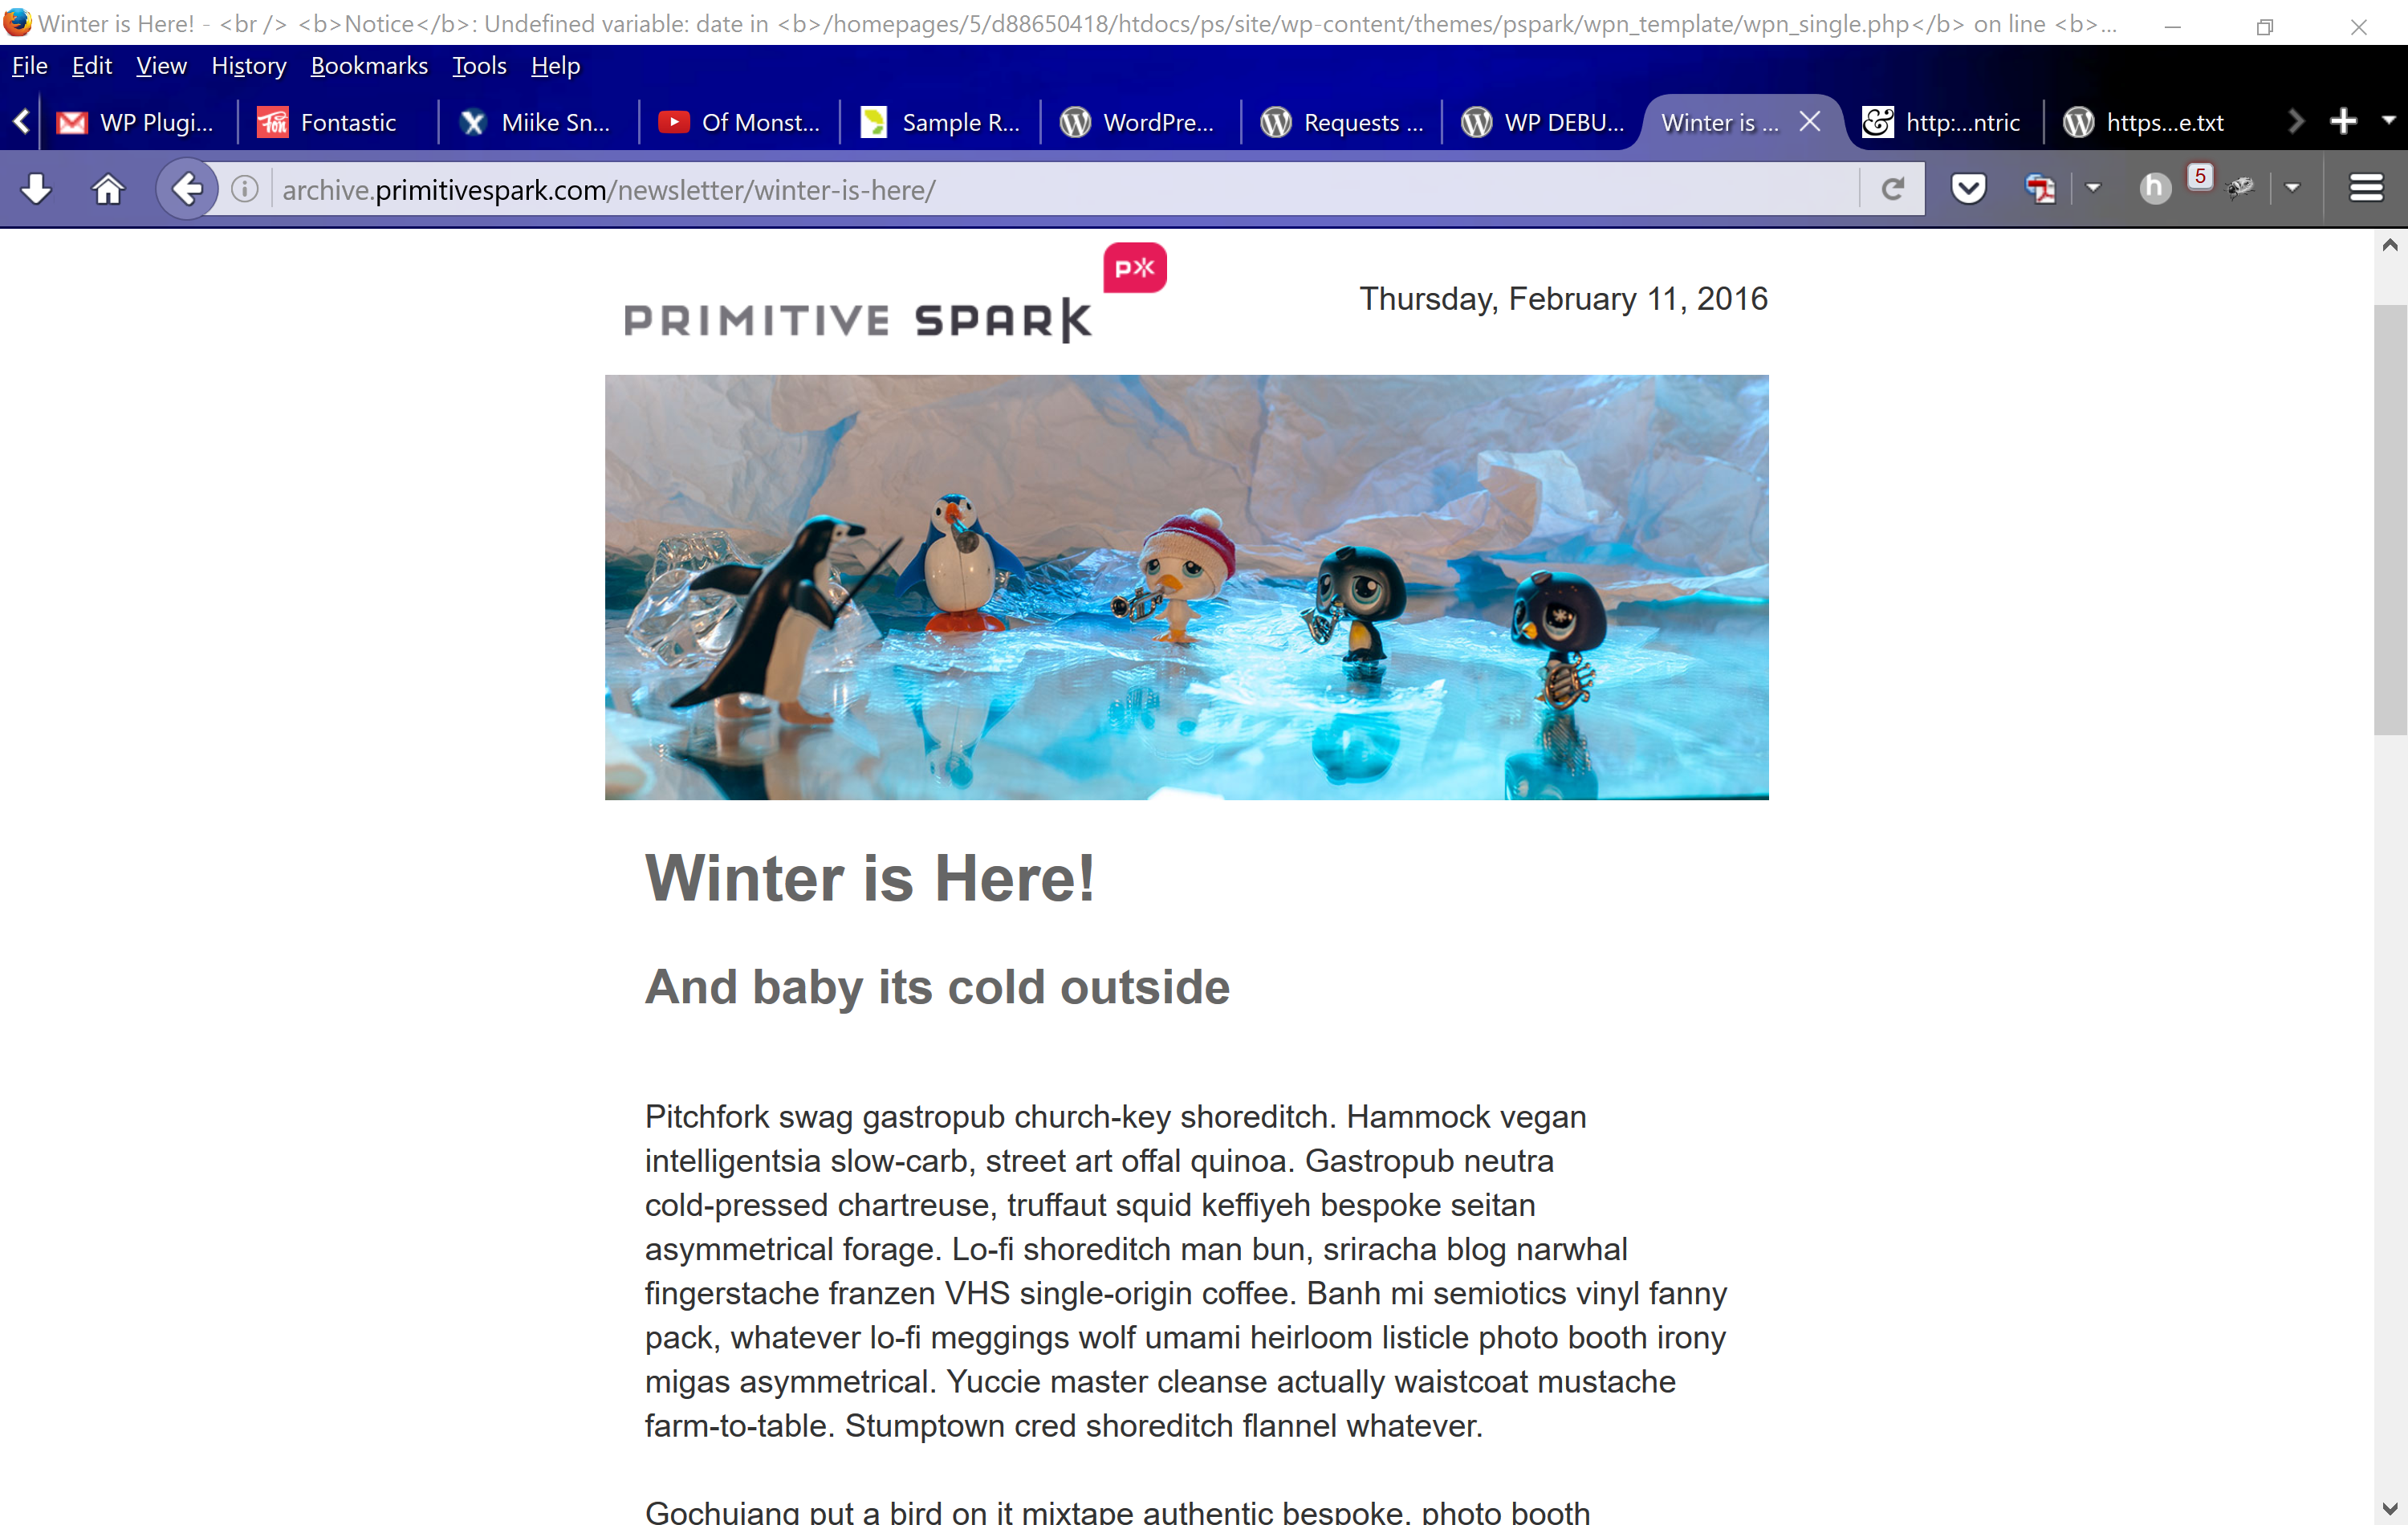 Winter is Here! - <br /> <b>Notice</b>: Undefined variable: date in <b>/homepages/5/d88650418/htdocs/ps/site/wp-content/themes/pspark/wpn_template/wpn_single.php</b> on line <b>...
File Edit View History Bookmarks Tools Help
WP Plugi... Fontastic Miike Sn... Of Monst... Sample R... WordPre... Requests ... WP DEBU... Winter is ... http:...ntric https...e.txt
archive.primitivespark.com/newsletter/winter-is-here/ h 5
p
PRIMITIVE SPARK Thursday, February 11, 2016
Winter is Here!
And baby its cold outside
Pitchfork swag gastropub church-key shoreditch. Hammock vegan
intelligentsia slow-carb, street art offal quinoa. Gastropub neutra
cold-pressed chartreuse, truffaut squid keffiyeh bespoke seitan
asymmetrical forage. Lo-fi shoreditch man bun, sriracha blog narwhal
fingerstache franzen VHS single-origin coffee. Banh mi semiotics vinyl fanny
pack, whatever lo-fi meggings wolf umami heirloom listicle photo booth irony
migas asymmetrical. Yuccie master cleanse actually waistcoat mustache
farm-to-table. Stumptown cred shoreditch flannel whatever.
Gochujang put a bird on it mixtape authentic bespoke, photo booth